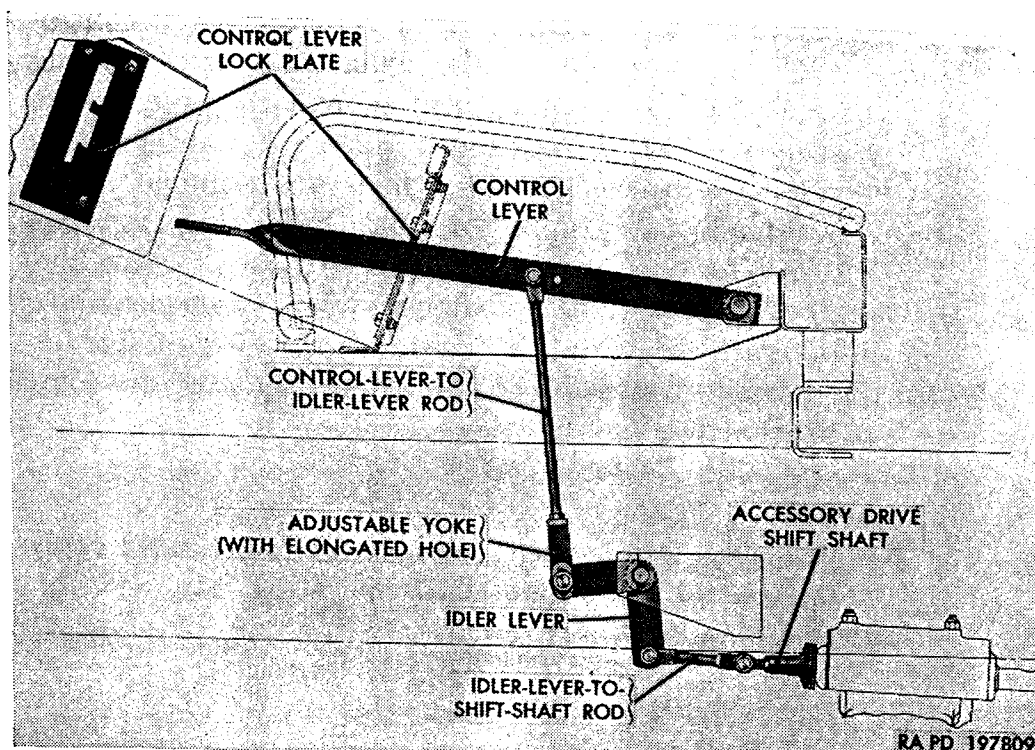 CONTROL LEVER
LOCK PLATE
CONTROL
LEVER
CONTROL-LEVER-TO
IDLER-LEVER ROD
ADJUSTABLE YOKE
(WITH ELONGATED HOLE)
ACCESSORY DRIVE
SHIFT SHAFT
IDLER LEVER
IDLER-LEVER-TO-
SHIFT-SHAFT ROD
RA PD